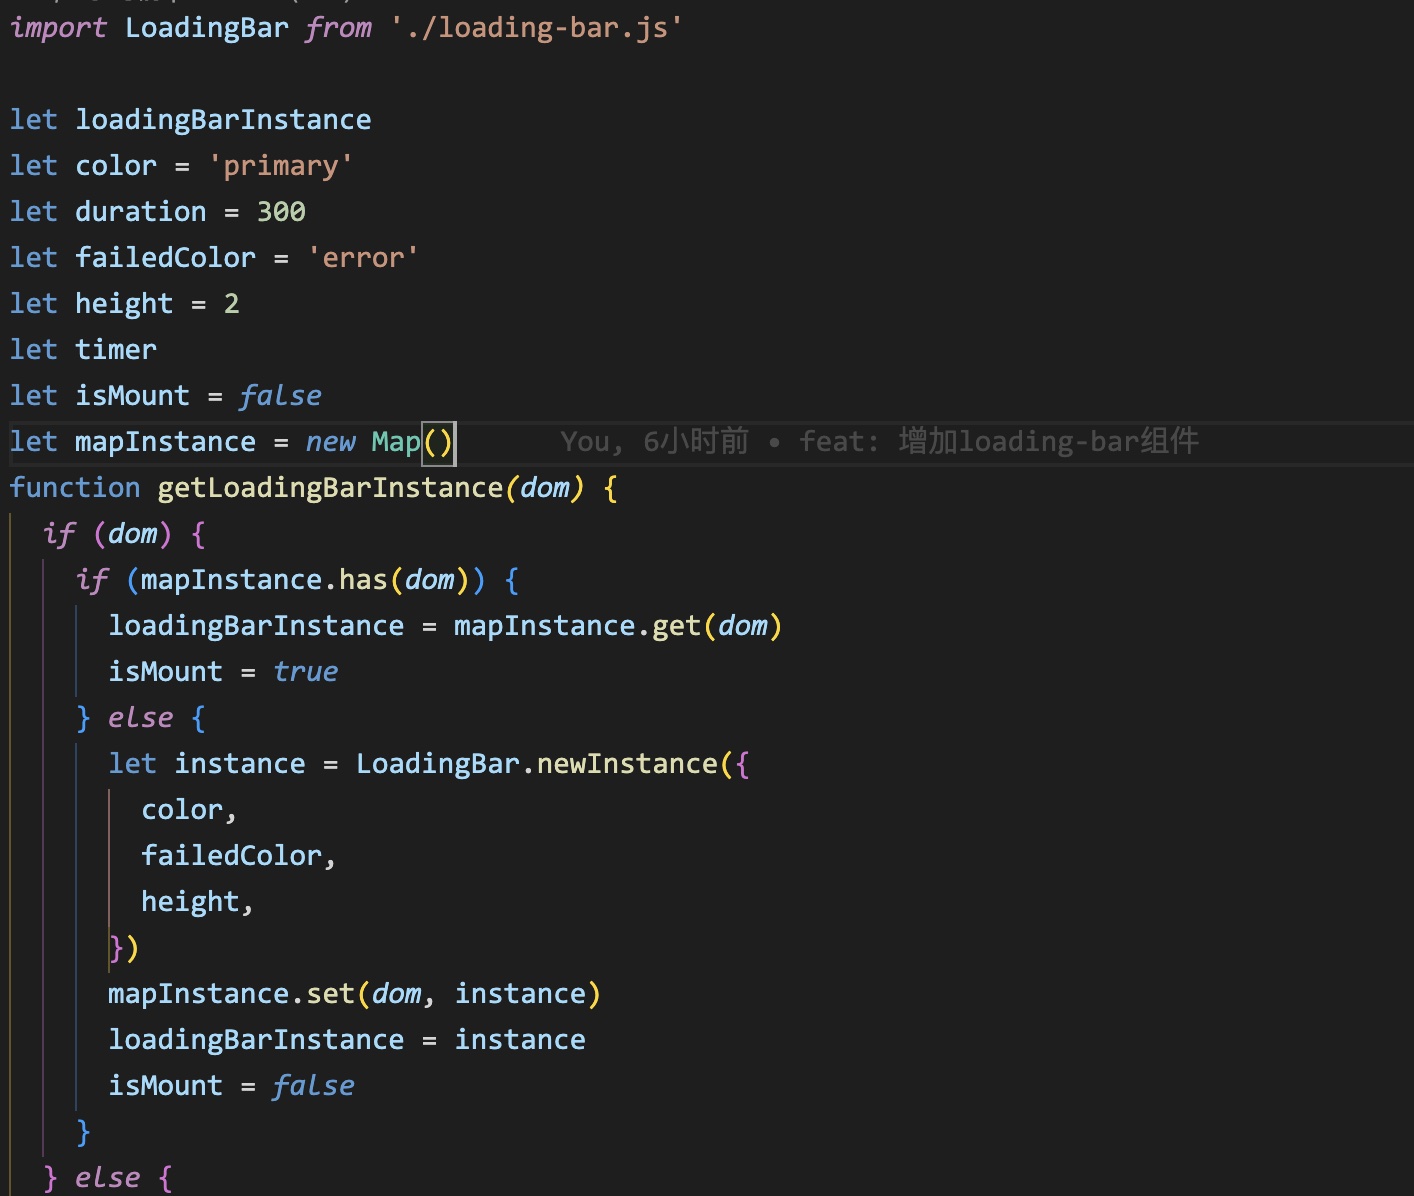 import LoadingBar from './loading-bar.js'
let loadingBarInstance
let color = 'primary'
let duration = 300
let failedColor = 'error'
let height = 2
let timer
let isMount = false
let mapInstance = new Map() You, 6小时前 • feat: 增加loading-bar组件
function getLoadingBarInstance(dom) {
if (dom) {
if (mapInstance.has(dom)) {
loadingBarInstance = mapInstance.get(dom)
isMount = true
} else {
let instance = LoadingBar.newInstance({
color,
failedColor,
height,
})
mapInstance.set(dom, instance)
loadingBarInstance = instance
isMount = false
}
} else {